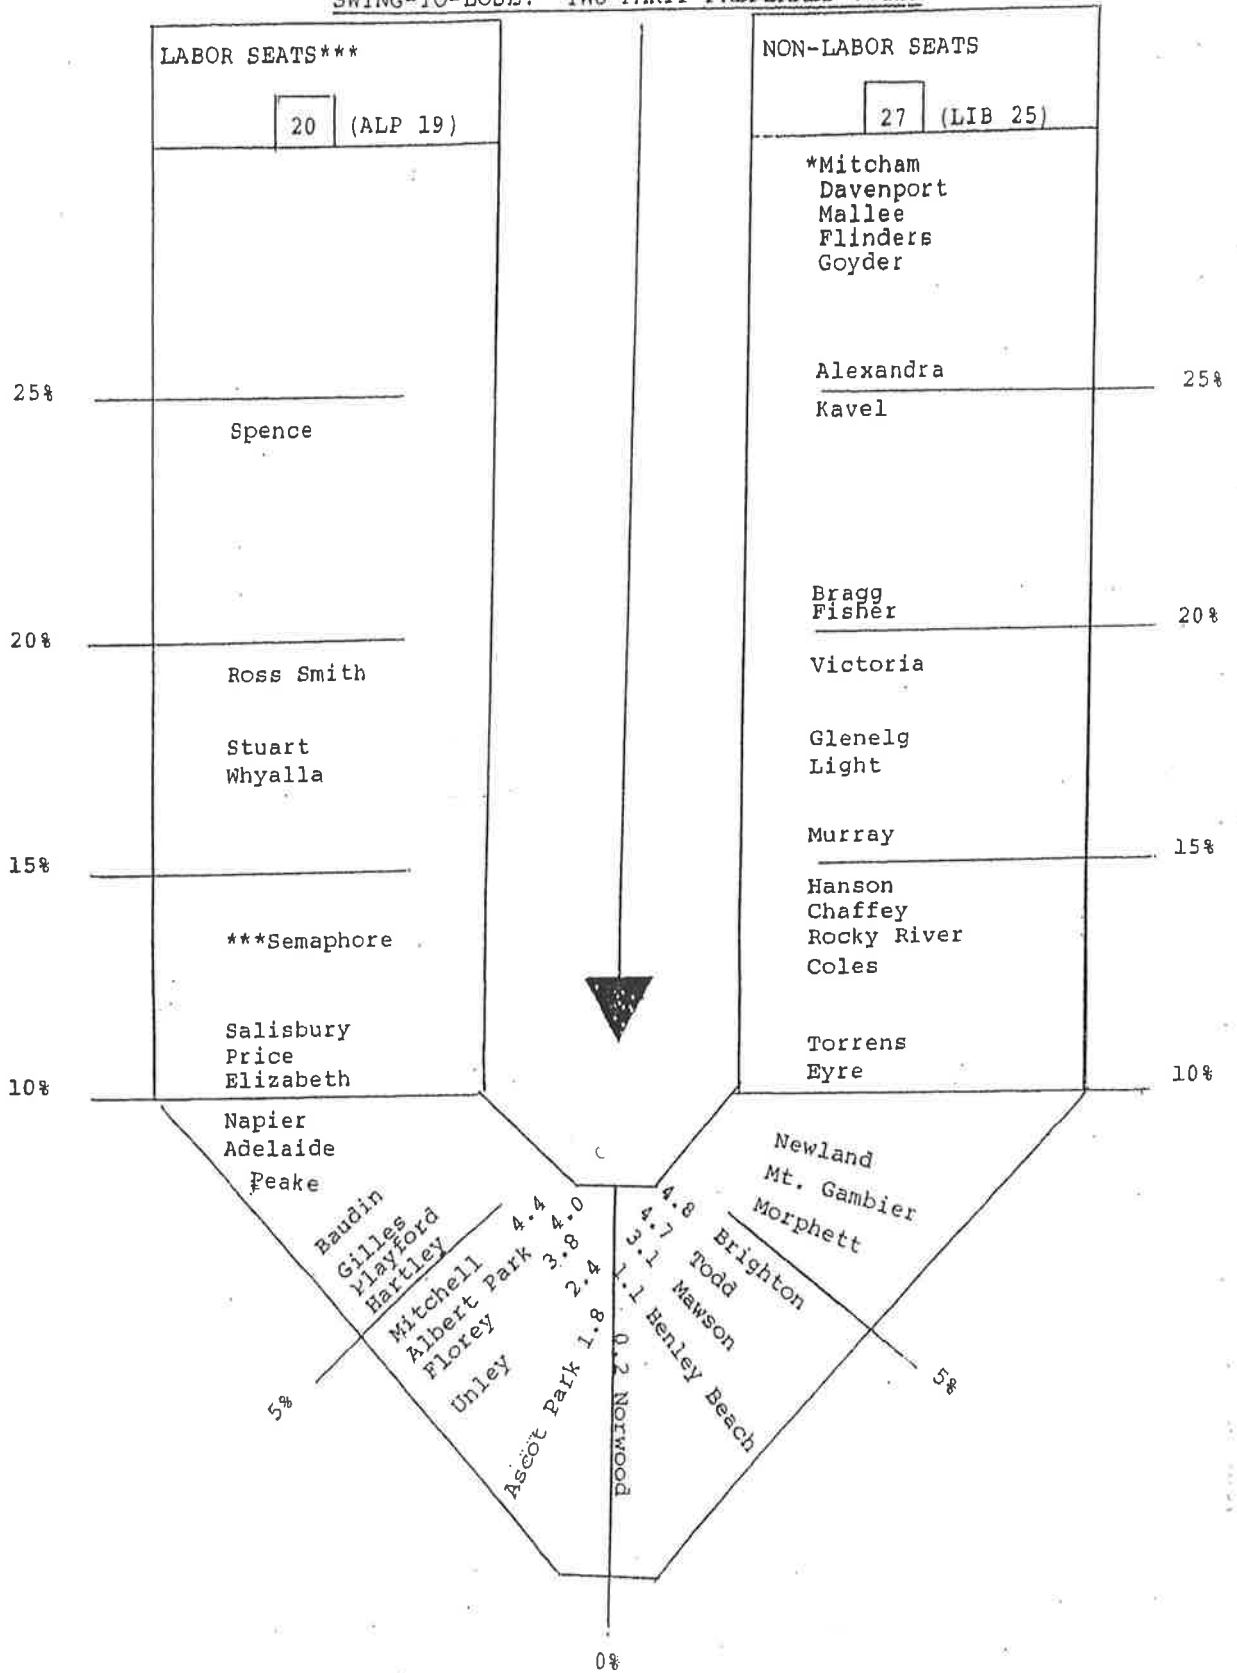 SWING-TO-LOSE: TWO PARTY PREFERRED
LABOR SEATS***
20 (ALP 19)
25%
Spence
20%
Ross Smith
Stuart
Whyalla
15%
***Semaphore
Salisbury
Price
Elizabeth
10%
Napier
Adelaide
Peake
Baudin
Gilles
Playford
Hartley
5%
Mitchell 4.4
Albert Park 4.0
Florey 3.8
Unley 2.4
Ascot Park 1.8
NON-LABOR SEATS
27 (LIB 25)
*Mitcham
Davenport
Mallee
Flinders
Goyder
Alexandra
25%
Kavel
Bragg
Fisher
20%
Victoria
Glenelg
Light
Murray
15%
Hanson
Chaffey
Rocky River
Coles
Torrens
Eyre
10%
Newland
Mt. Gambier
Morphett
5%
4.8 Brighton
4.7 Todd
3.1 Mawson
1.1 Henley Beach
0.2 Norwood
0%